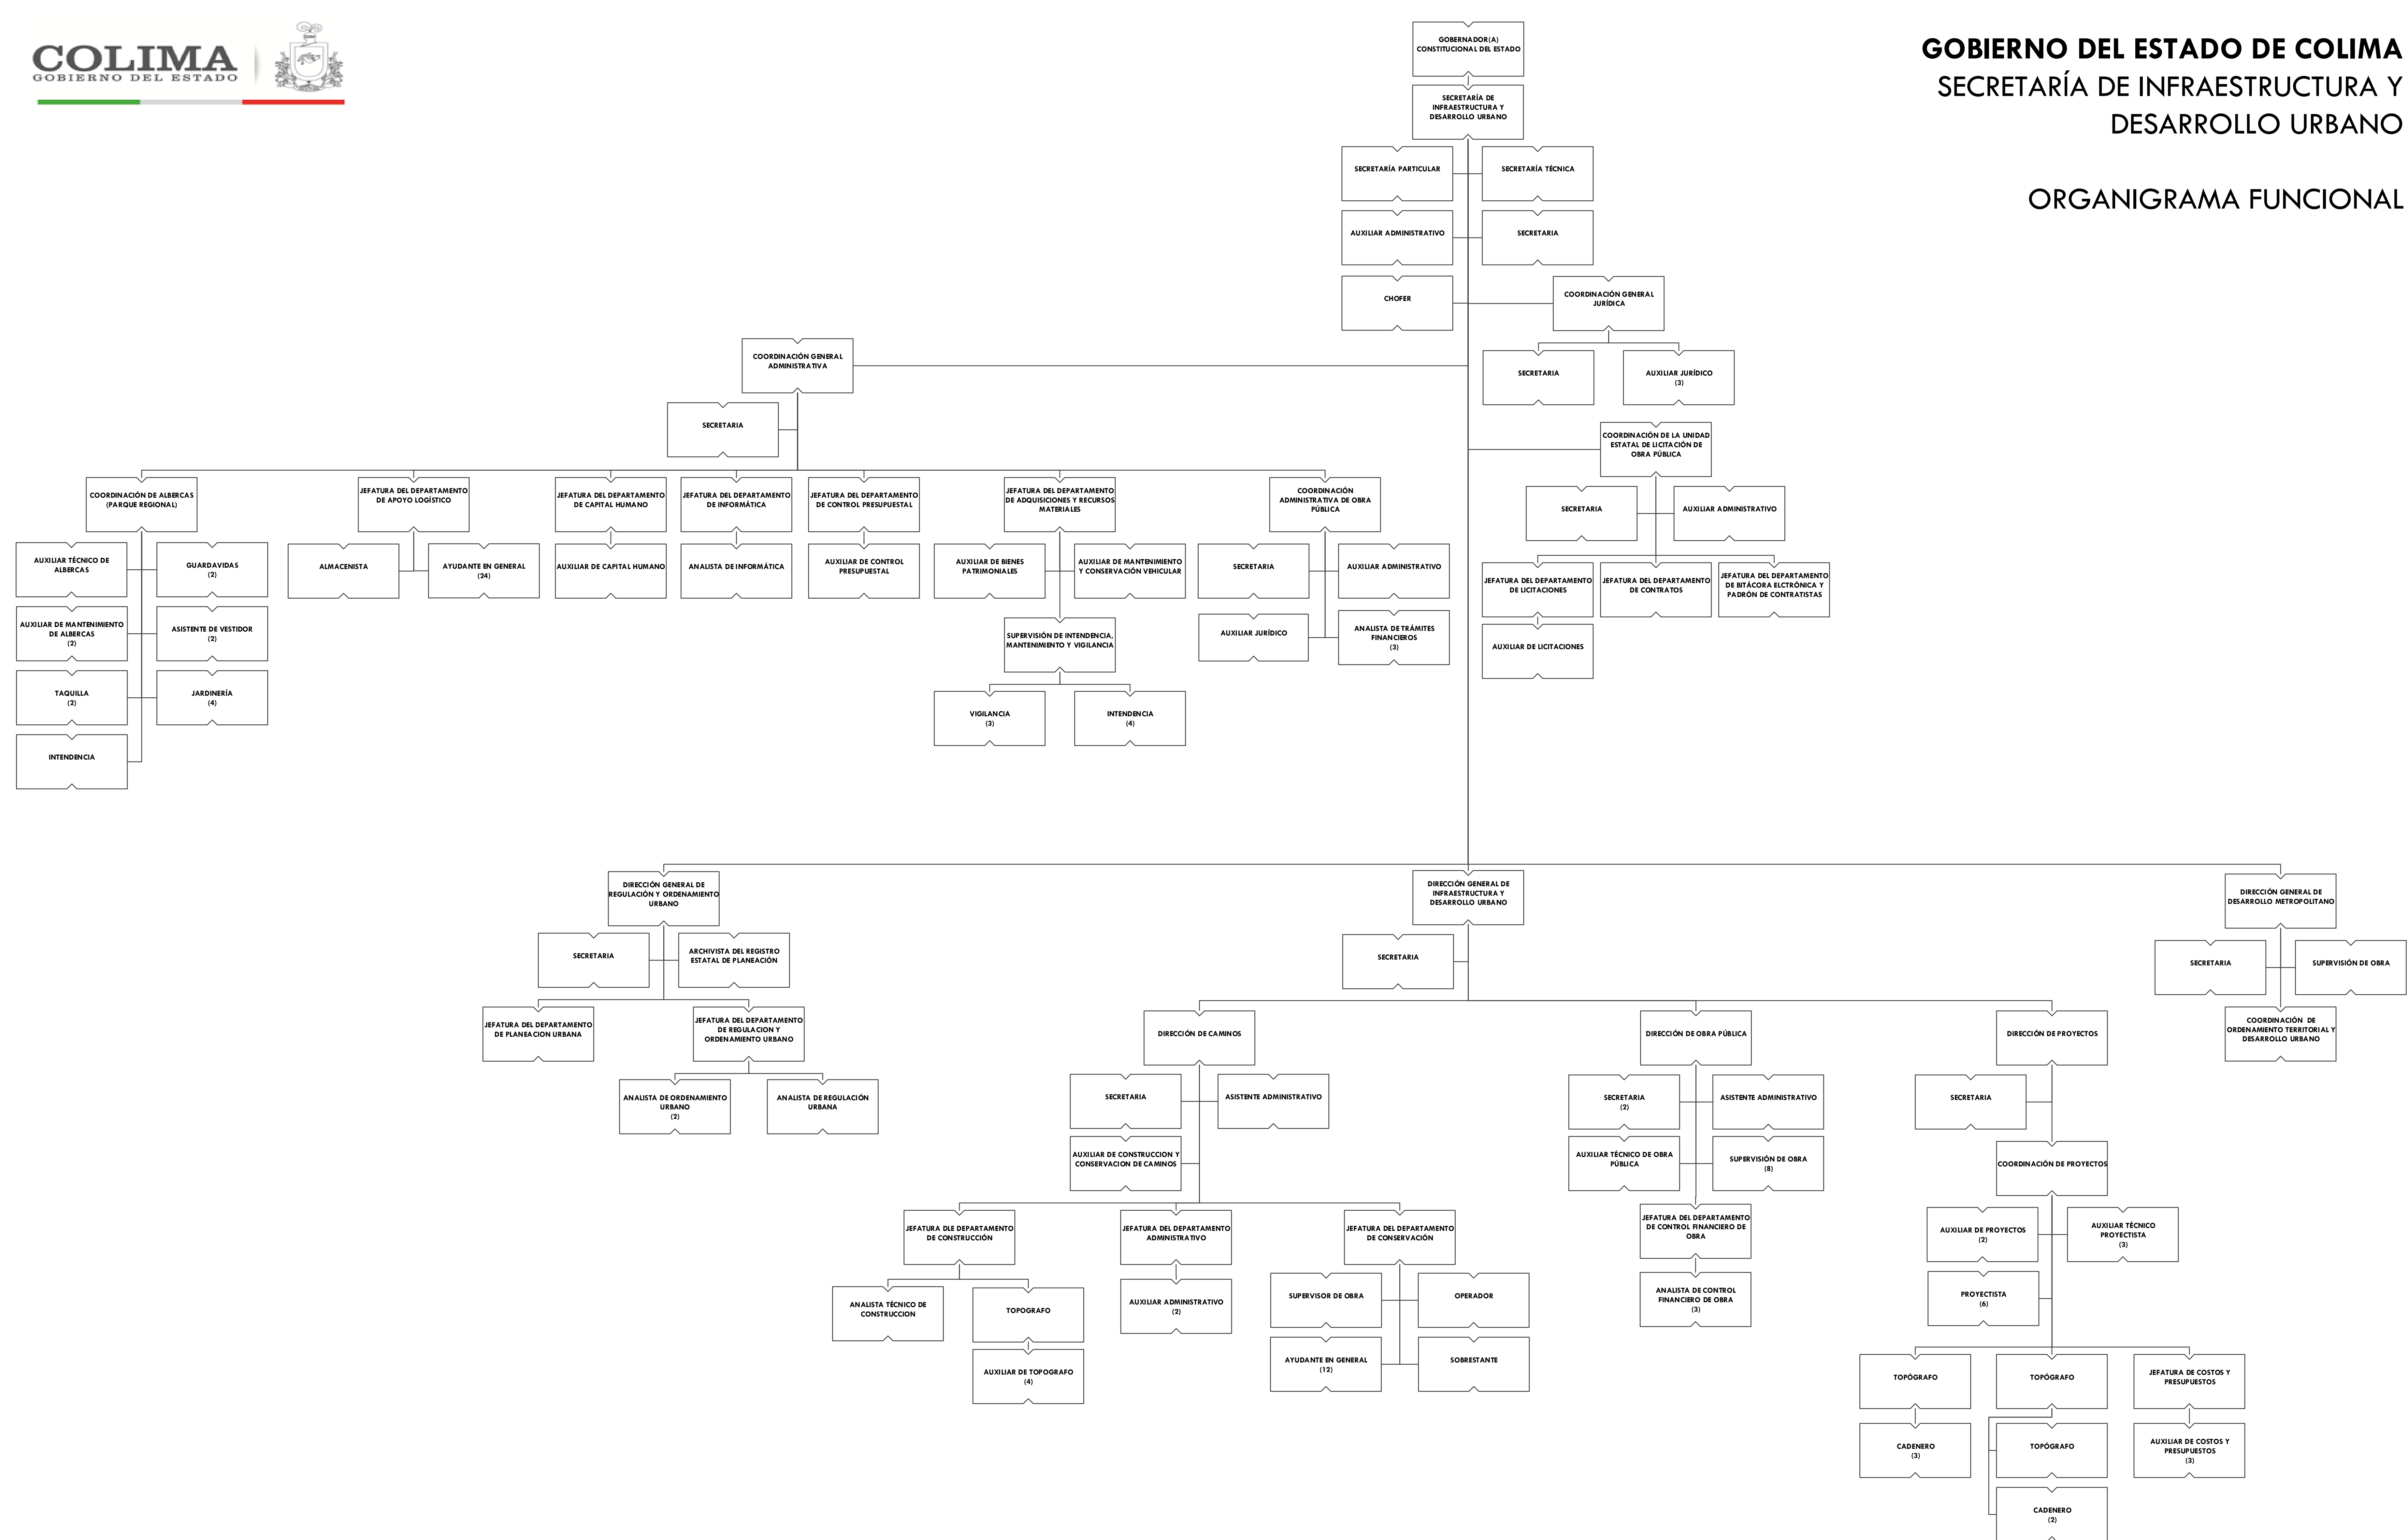 COLIMA
GOBIERNO DEL ESTADO
GOBIERNO DEL ESTADO DE COLIMA
SECRETARÍA DE INFRAESTRUCTURA Y
DESARROLLO URBANO
ORGANIGRAMA FUNCIONAL
GOBERNADOR(A)
CONSTITUCIONAL DEL ESTADO
SECRETARÍA DE
INFRAESTRUCTURA Y
DESARROLLO URBANO
SECRETARÍA PARTICULAR
SECRETARÍA TÉCNICA
AUXILIAR ADMINISTRATIVO
SECRETARIA
CHOFER
COORDINACIÓN GENERAL
JURÍDICA
SECRETARIA
AUXILIAR JURÍDICO
(3)
COORDINACIÓN GENERAL
ADMINISTRATIVA
SECRETARIA
COORDINACIÓN DE LA UNIDAD
ESTATAL DE LICITACIÓN DE
OBRA PÚBLICA
SECRETARIA
AUXILIAR ADMINISTRATIVO
JEFATURA DEL DEPARTAMENTO
DE LICITACIONES
JEFATURA DEL DEPARTAMENTO
DE CONTRATOS
JEFATURA DEL DEPARTAMENTO
DE BITÁCORA ELCTRÓNICA Y
PADRÓN DE CONTRATISTAS
AUXILIAR DE LICITACIONES
COORDINACIÓN DE ALBERCAS
(PARQUE REGIONAL)
JEFATURA DEL DEPARTAMENTO
DE APOYO LOGÍSTICO
JEFATURA DEL DEPARTAMENTO
DE CAPITAL HUMANO
JEFATURA DEL DEPARTAMENTO
DE INFORMÁTICA
JEFATURA DEL DEPARTAMENTO
DE CONTROL PRESUPUESTAL
JEFATURA DEL DEPARTAMENTO
DE ADQUISICIONES Y RECURSOS
MATERIALES
COORDINACIÓN
ADMINISTRATIVA DE OBRA
PÚBLICA
AUXILIAR TÉCNICO DE
ALBERCAS
GUARDAVIDAS
(2)
ALMACENISTA
AYUDANTE EN GENERAL
(24)
AUXILIAR DE CAPITAL HUMANO
ANALISTA DE INFORMÁTICA
AUXILIAR DE CONTROL
PRESUPUESTAL
AUXILIAR DE BIENES
PATRIMONIALES
AUXILIAR DE MANTENIMIENTO
Y CONSERVACIÓN VEHICULAR
SECRETARIA
AUXILIAR ADMINISTRATIVO
AUXILIAR DE MANTENIMIENTO
DE ALBERCAS
(2)
ASISTENTE DE VESTIDOR
(2)
SUPERVISIÓN DE INTENDENCIA,
MANTENIMIENTO Y VIGILANCIA
AUXILIAR JURÍDICO
ANALISTA DE TRÁMITES
FINANCIEROS
(3)
TAQUILLA
(2)
JARDINERÍA
(4)
VIGILANCIA
(3)
INTENDENCIA
(4)
INTENDENCIA
DIRECCIÓN GENERAL DE
REGULACIÓN Y ORDENAMIENTO
URBANO
DIRECCIÓN GENERAL DE
INFRAESTRUCTURA Y
DESARROLLO URBANO
DIRECCIÓN GENERAL DE
DESARROLLO METROPOLITANO
SECRETARIA
ARCHIVISTA DEL REGISTRO
ESTATAL DE PLANEACIÓN
SECRETARIA
SECRETARIA
SUPERVISIÓN DE OBRA
JEFATURA DEL DEPARTAMENTO
DE PLANEACION URBANA
JEFATURA DEL DEPARTAMENTO
DE REGULACION Y
ORDENAMIENTO URBANO
DIRECCIÓN DE CAMINOS
DIRECCIÓN DE OBRA PÚBLICA
DIRECCIÓN DE PROYECTOS
COORDINACIÓN  DE
ORDENAMIENTO TERRITORIAL Y
DESARROLLO URBANO
ANALISTA DE ORDENAMIENTO
URBANO
(2)
ANALISTA DE REGULACIÓN
URBANA
SECRETARIA
ASISTENTE ADMINISTRATIVO
SECRETARIA
(2)
ASISTENTE ADMINISTRATIVO
SECRETARIA
AUXILIAR DE CONSTRUCCION Y
CONSERVACION DE CAMINOS
AUXILIAR TÉCNICO DE OBRA
PÚBLICA
SUPERVISIÓN DE OBRA
(8)
COORDINACIÓN DE PROYECTOS
JEFATURA DLE DEPARTAMENTO
DE CONSTRUCCIÓN
JEFATURA DEL DEPARTAMENTO
ADMINISTRATIVO
JEFATURA DEL DEPARTAMENTO
DE CONSERVACIÓN
JEFATURA DEL DEPARTAMENTO
DE CONTROL FINANCIERO DE
OBRA
AUXILIAR DE PROYECTOS
(2)
AUXILIAR TÉCNICO
PROYECTISTA
(3)
ANALISTA TÉCNICO DE
CONSTRUCCION
TOPOGRAFO
AUXILIAR ADMINISTRATIVO
(2)
SUPERVISOR DE OBRA
OPERADOR
ANALISTA DE CONTROL
FINANCIERO DE OBRA
(3)
PROYECTISTA
(6)
AUXILIAR DE TOPOGRAFO
(4)
AYUDANTE EN GENERAL
(12)
SOBRESTANTE
TOPÓGRAFO
TOPÓGRAFO
JEFATURA DE COSTOS Y
PRESUPUESTOS
CADENERO
(3)
TOPÓGRAFO
AUXILIAR DE COSTOS Y
PRESUPUESTOS
(3)
CADENERO
(2)